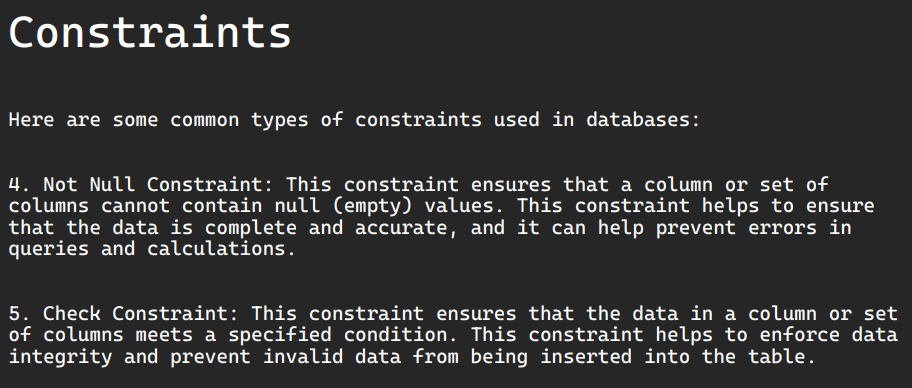 Constraints
Here are some common types of constraints used in databases:
4. Not Null Constraint: This constraint ensures that a column or set of
columns cannot contain null (empty) values. This constraint helps to ensure
that the data is complete and accurate, and it can help prevent errors in
queries and calculations.
5. Check Constraint: This constraint ensures that the data in a column or set
of columns meets a specified condition. This constraint helps to enforce data
integrity and prevent invalid data from being inserted into the table.